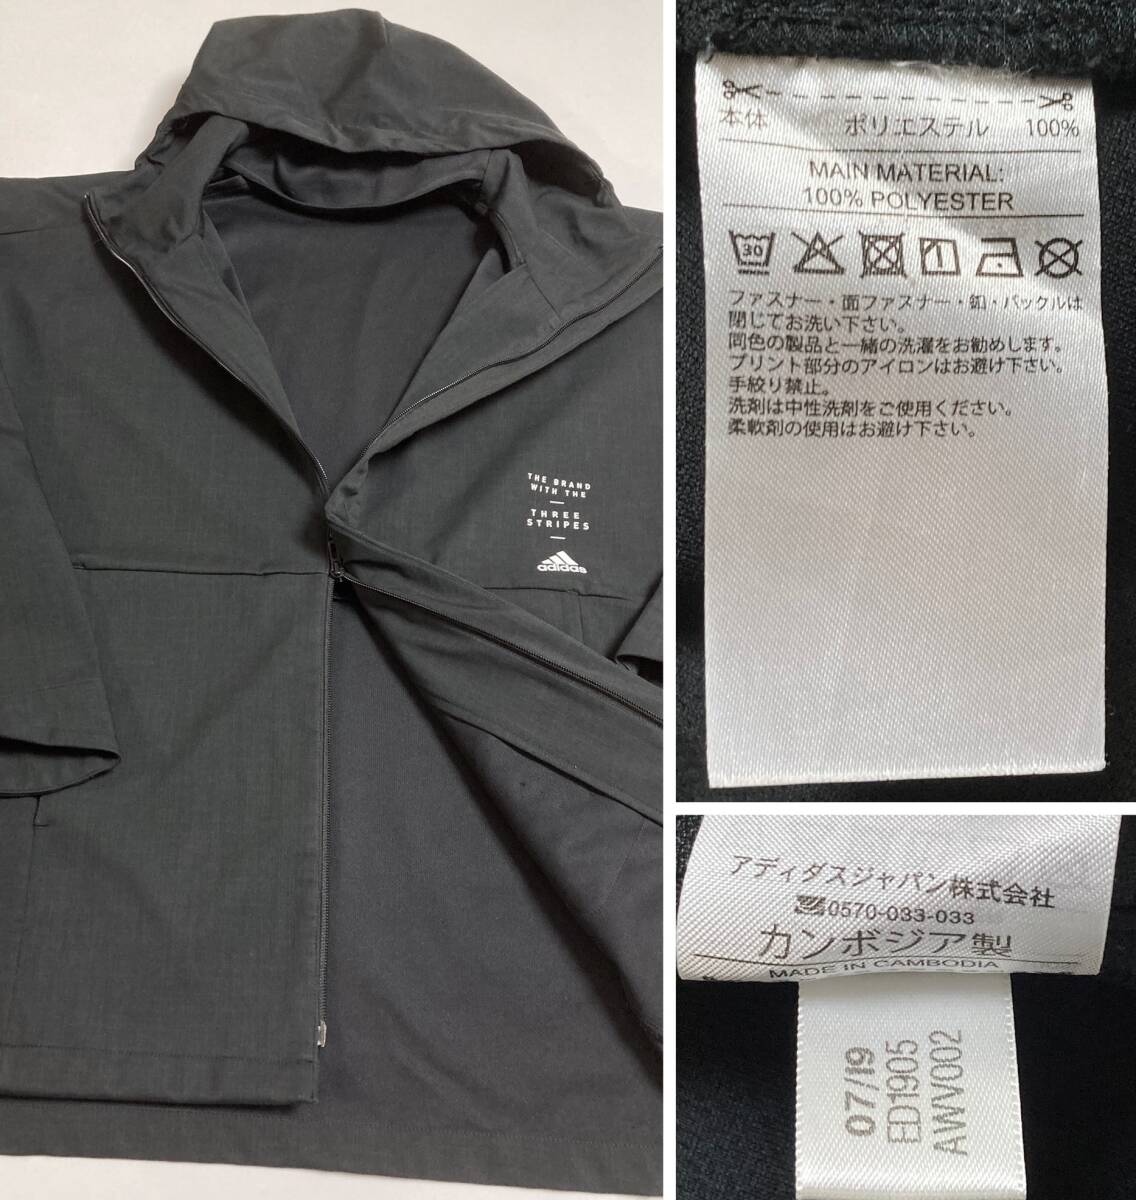 THE BRAND
WITH THE
THREE
STRIPES
adidas
本体 ポリエステル 100%
MAIN MATERIAL:
100% POLYESTER
30
ファスナー・面ファスナー・釦・バックルは
閉じてお洗い下さい。
同色の製品と一緒の洗濯をお勧めします。
プリント部分のアイロンはお避け下さい。
手絞り禁止。
洗剤は中性洗剤をご使用ください。
柔軟剤の使用はお避け下さい。
アディダスジャパン株式会社
0570-033-033
カンボジア製
MADE IN CAMBODIA
07/19
ED1905
AWV002